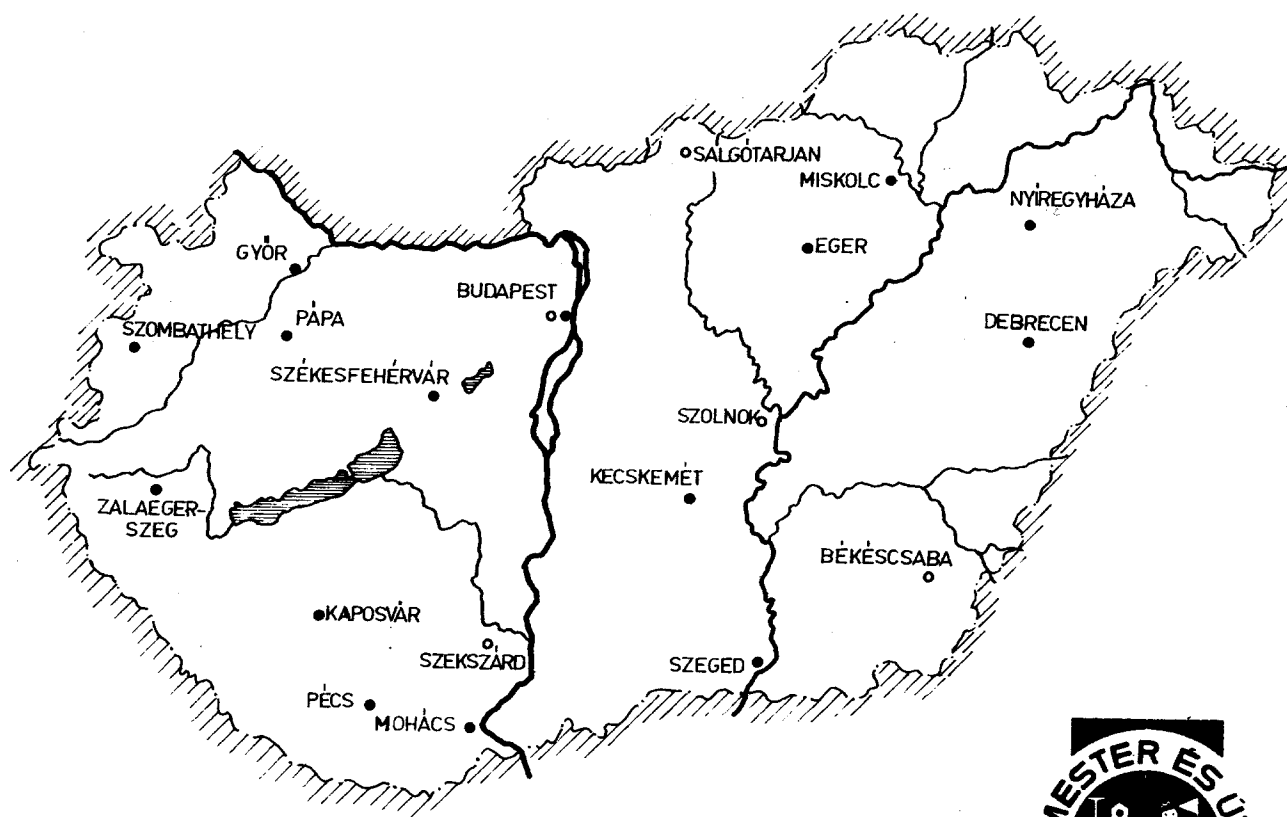 SALGÓTARJAN
MISKOLC
NYÍREGYHÁZA
GYŐR
EGER
BUDAPEST
PÁPA
SZOMBATHELY
DEBRECEN
SZÉKESFEHÉRVÁR
SZOLNOK
KECSKEMÉT
ZALAEGER-
SZEG
BÉKÉSCSABA
KAPOSVÁR
SZEKSZÁRD
SZEGED
PÉCS
MOHÁCS
MESTER ÉS